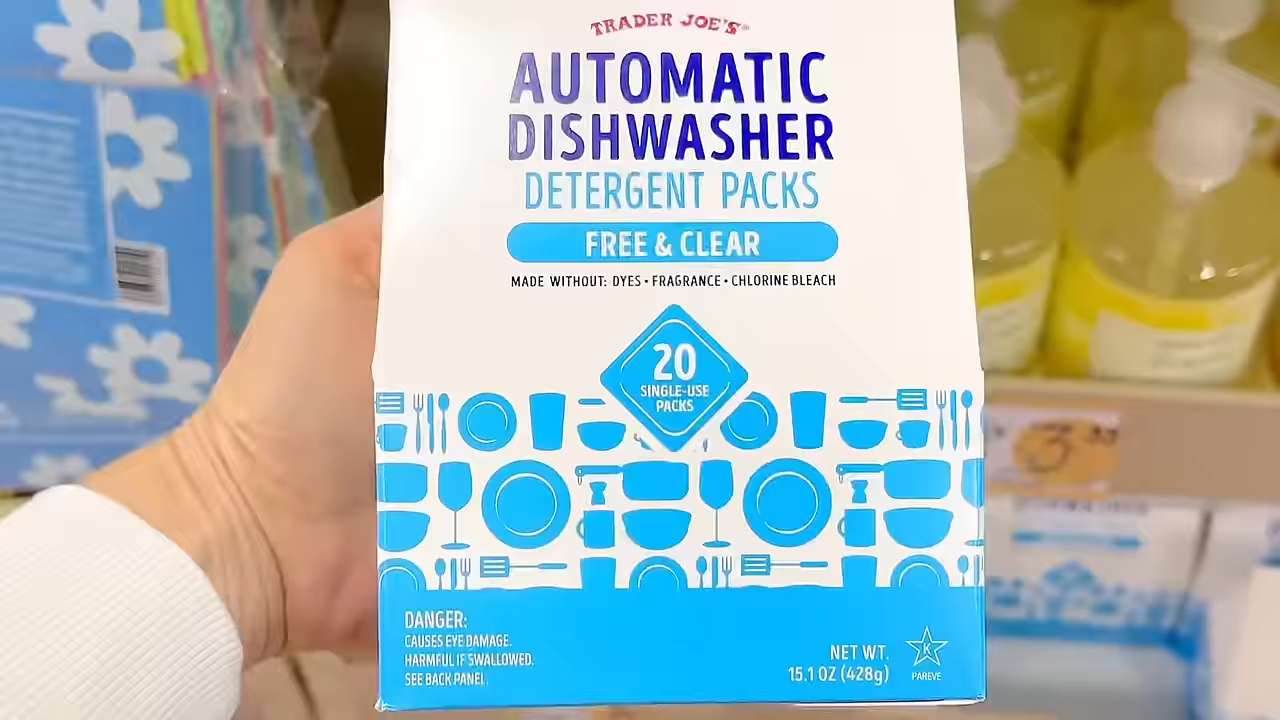 TRADER JOE'S®
AUTOMATIC
DISHWASHER
DETERGENT PACKS
FREE & CLEAR
MADE WITHOUT: DYES • FRAGRANCE • CHLORINE BLEACH
20
SINGLE-USE
PACKS
DANGER:
CAUSES EYE DAMAGE.
HARMFUL IF SWALLOWED.
SEE BACK PANEL.
NET WT.
15.1 OZ (428g)
K
PAREVE